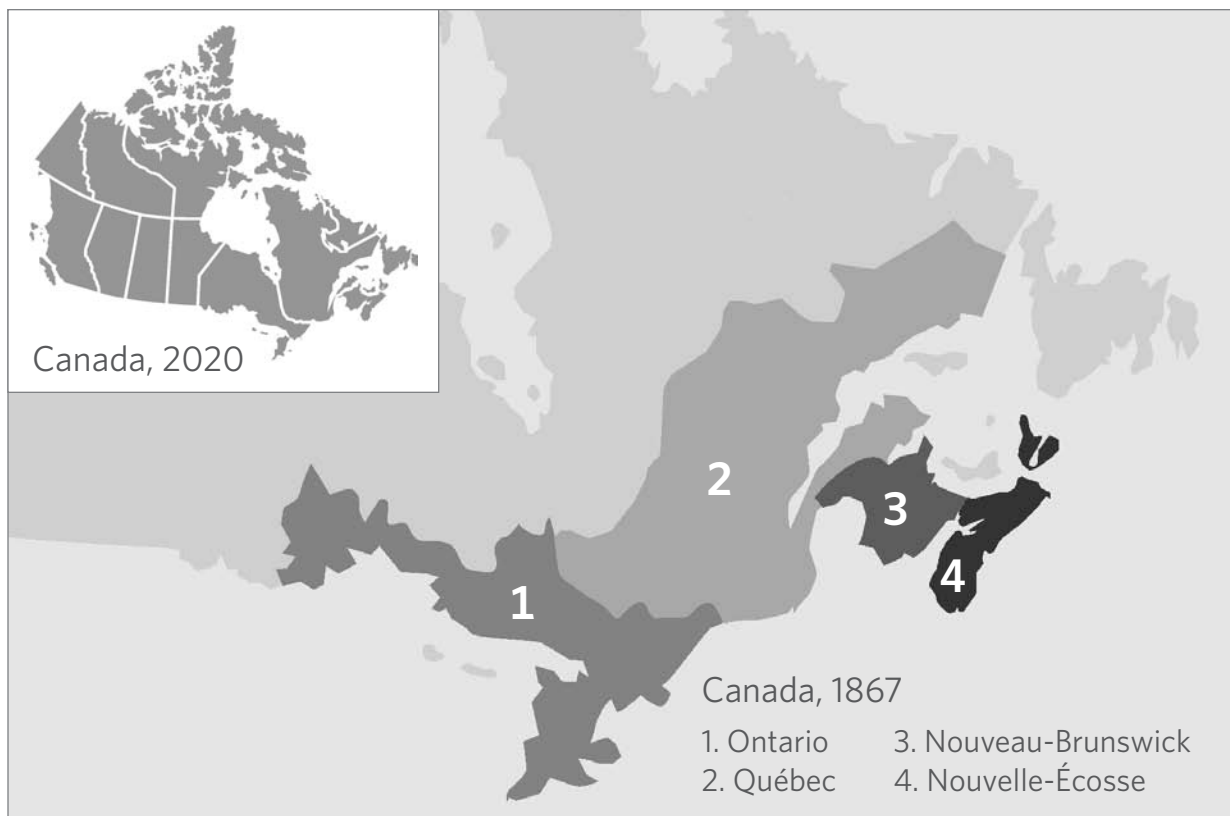 Canada, 2020
1
2
3
4
Canada, 1867
1. Ontario
2. Québec
3. Nouveau-Brunswick
4. Nouvelle-Écosse